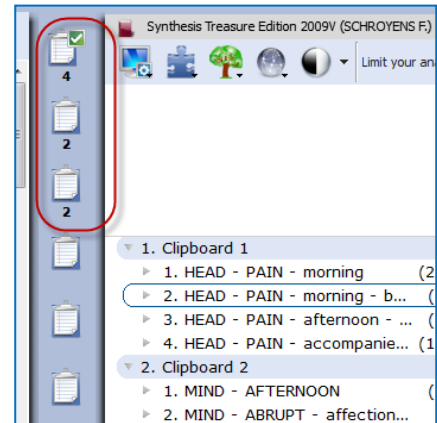 Synthesis Treasure Edition 2009V (SCHROYENS F.)
Limit your an
4
2
2
1. Clipboard 1
1. HEAD - PAIN - morning (2
2. HEAD - PAIN - morning - b... (
3. HEAD - PAIN - afternoon - ... (
4. HEAD - PAIN - accompanie... (1
2. Clipboard 2
1. MIND - AFTERNOON (
2. MIND - ABRUPT - affection...